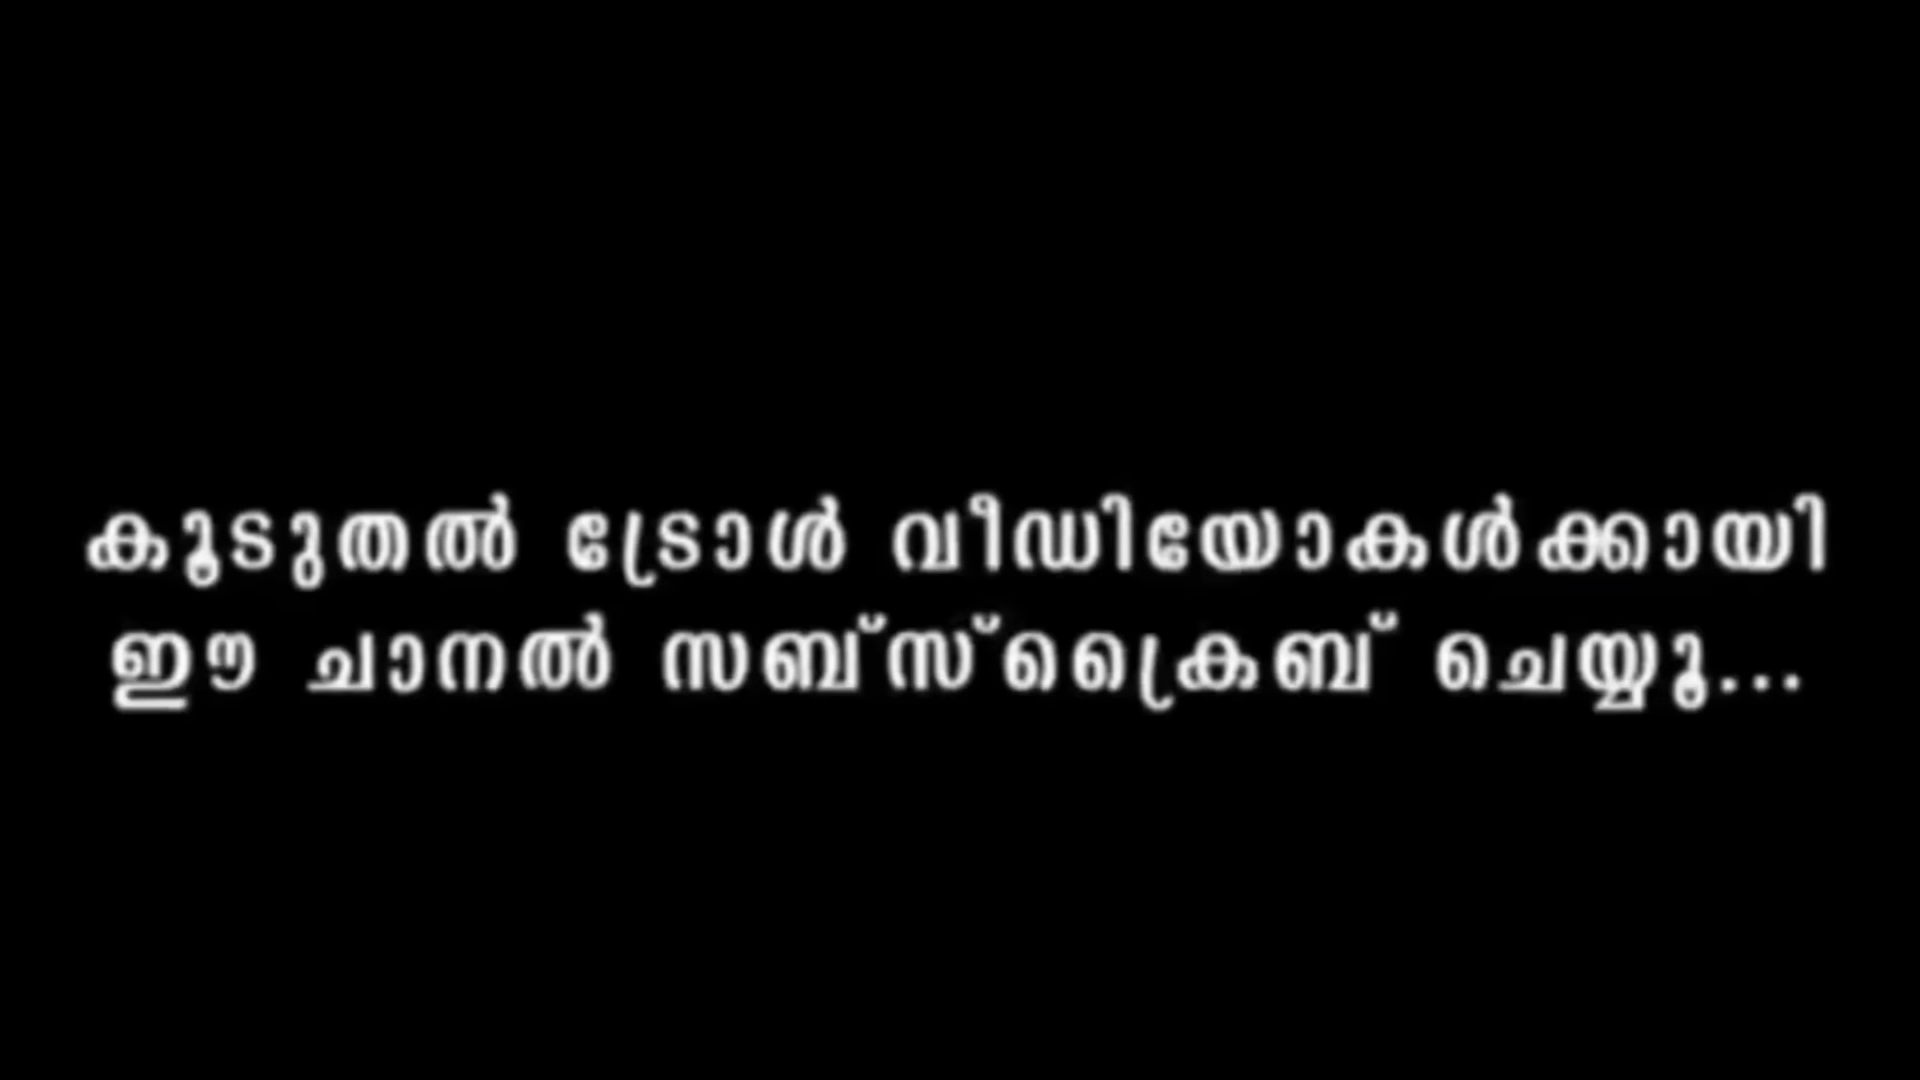 കൂടുതൽ ട്രോൾ വീഡിയോകൾക്കായി
ഈ ചാനൽ സബ്സ്ക്രൈബ് ചെയ്യൂ...